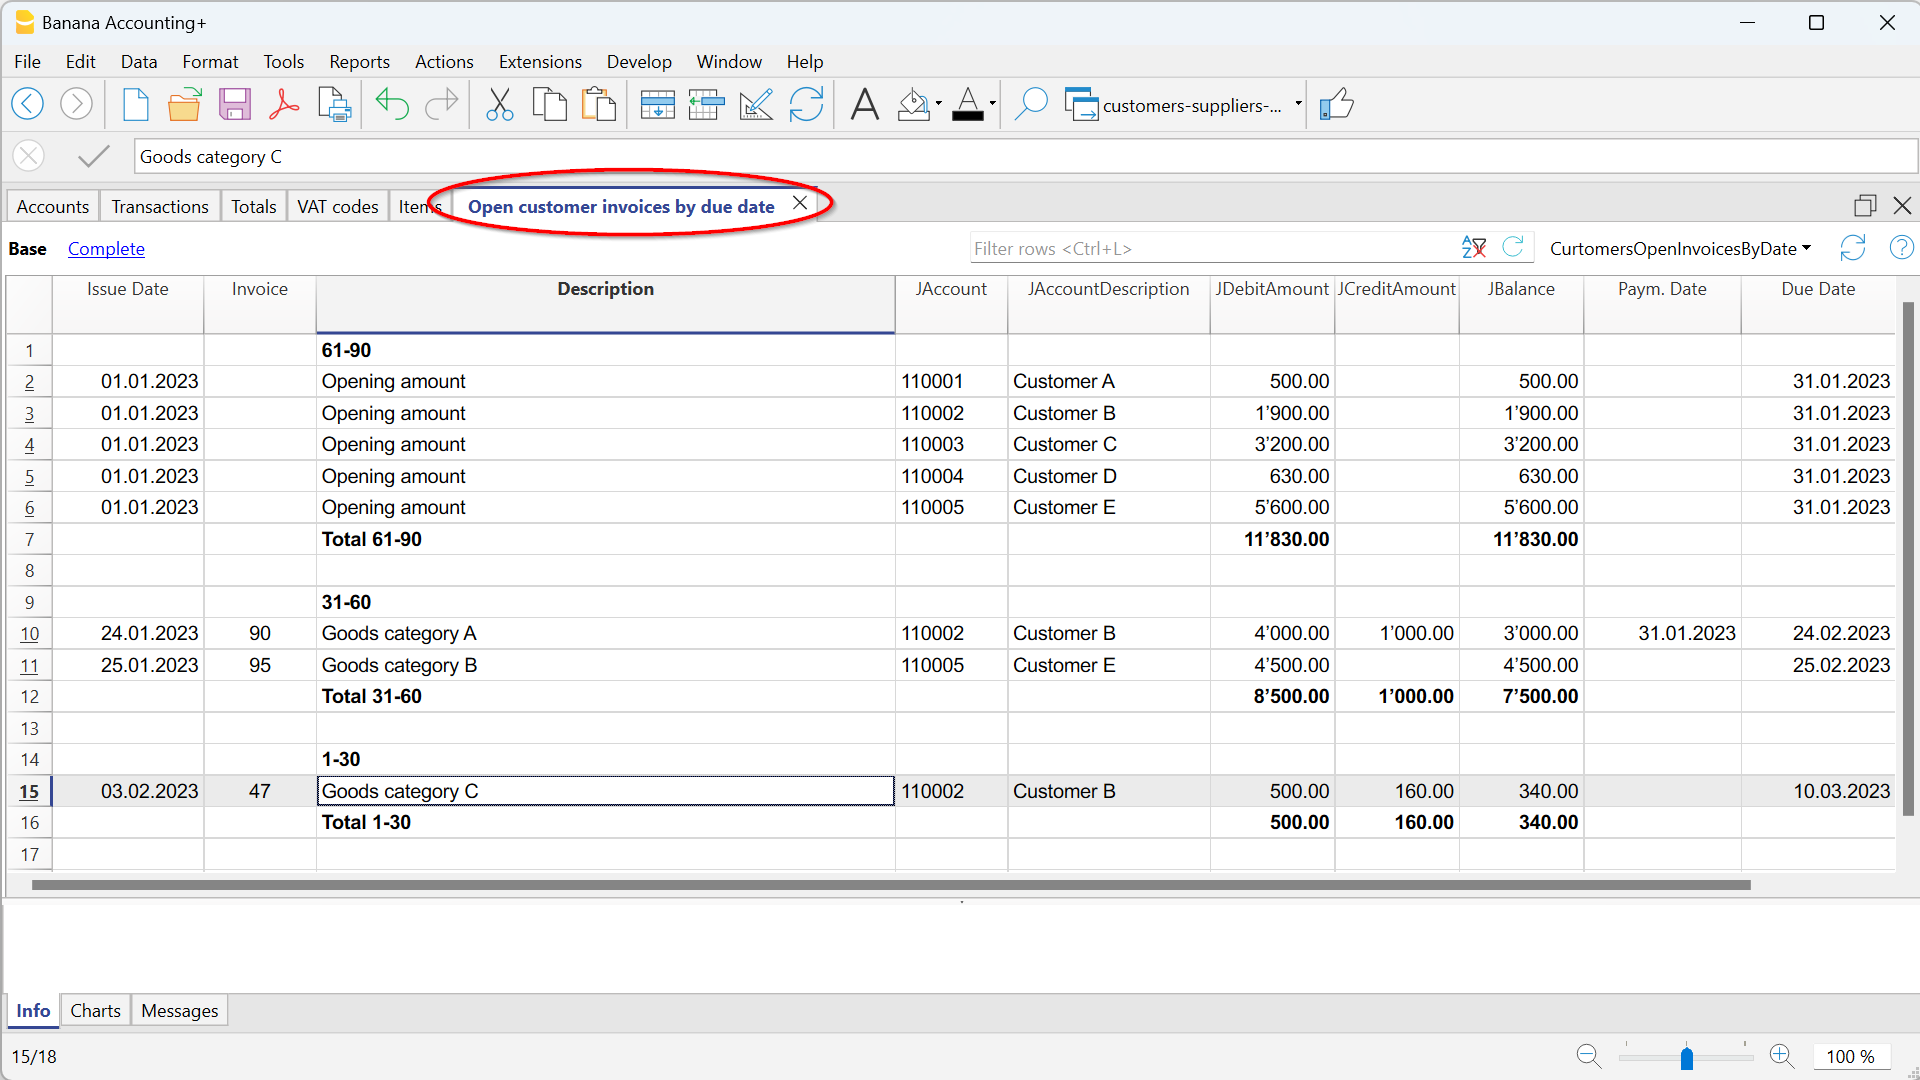 Banana Accounting+
File Edit Data Format Tools Reports Actions Extensions Develop Window Help
customers-suppliers-...
Goods category C
Accounts Transactions Totals VAT codes Items Open customer invoices by due date
Base Complete Filter rows <Ctrl+L> CurtomersOpenInvoicesByDate
Issue Date Invoice Description JAccount JAccountDescription JDebitAmount JCreditAmount JBalance Paym. Date Due Date
1 61-90
2 01.01.2023 Opening amount 110001 Customer A 500.00 500.00 31.01.2023
3 01.01.2023 Opening amount 110002 Customer B 1’900.00 1’900.00 31.01.2023
4 01.01.2023 Opening amount 110003 Customer C 3’200.00 3’200.00 31.01.2023
5 01.01.2023 Opening amount 110004 Customer D 630.00 630.00 31.01.2023
6 01.01.2023 Opening amount 110005 Customer E 5’600.00 5’600.00 31.01.2023
7 Total 61-90 11’830.00 11’830.00
8
9 31-60
10 24.01.2023 90 Goods category A 110002 Customer B 4’000.00 1’000.00 3’000.00 31.01.2023 24.02.2023
11 25.01.2023 95 Goods category B 110005 Customer E 4’500.00 4’500.00 25.02.2023
12 Total 31-60 8’500.00 1’000.00 7’500.00
13
14 1-30
15 03.02.2023 47 Goods category C 110002 Customer B 500.00 160.00 340.00 10.03.2023
16 Total 1-30 500.00 160.00 340.00
17
Info Charts Messages
15/18 100 %